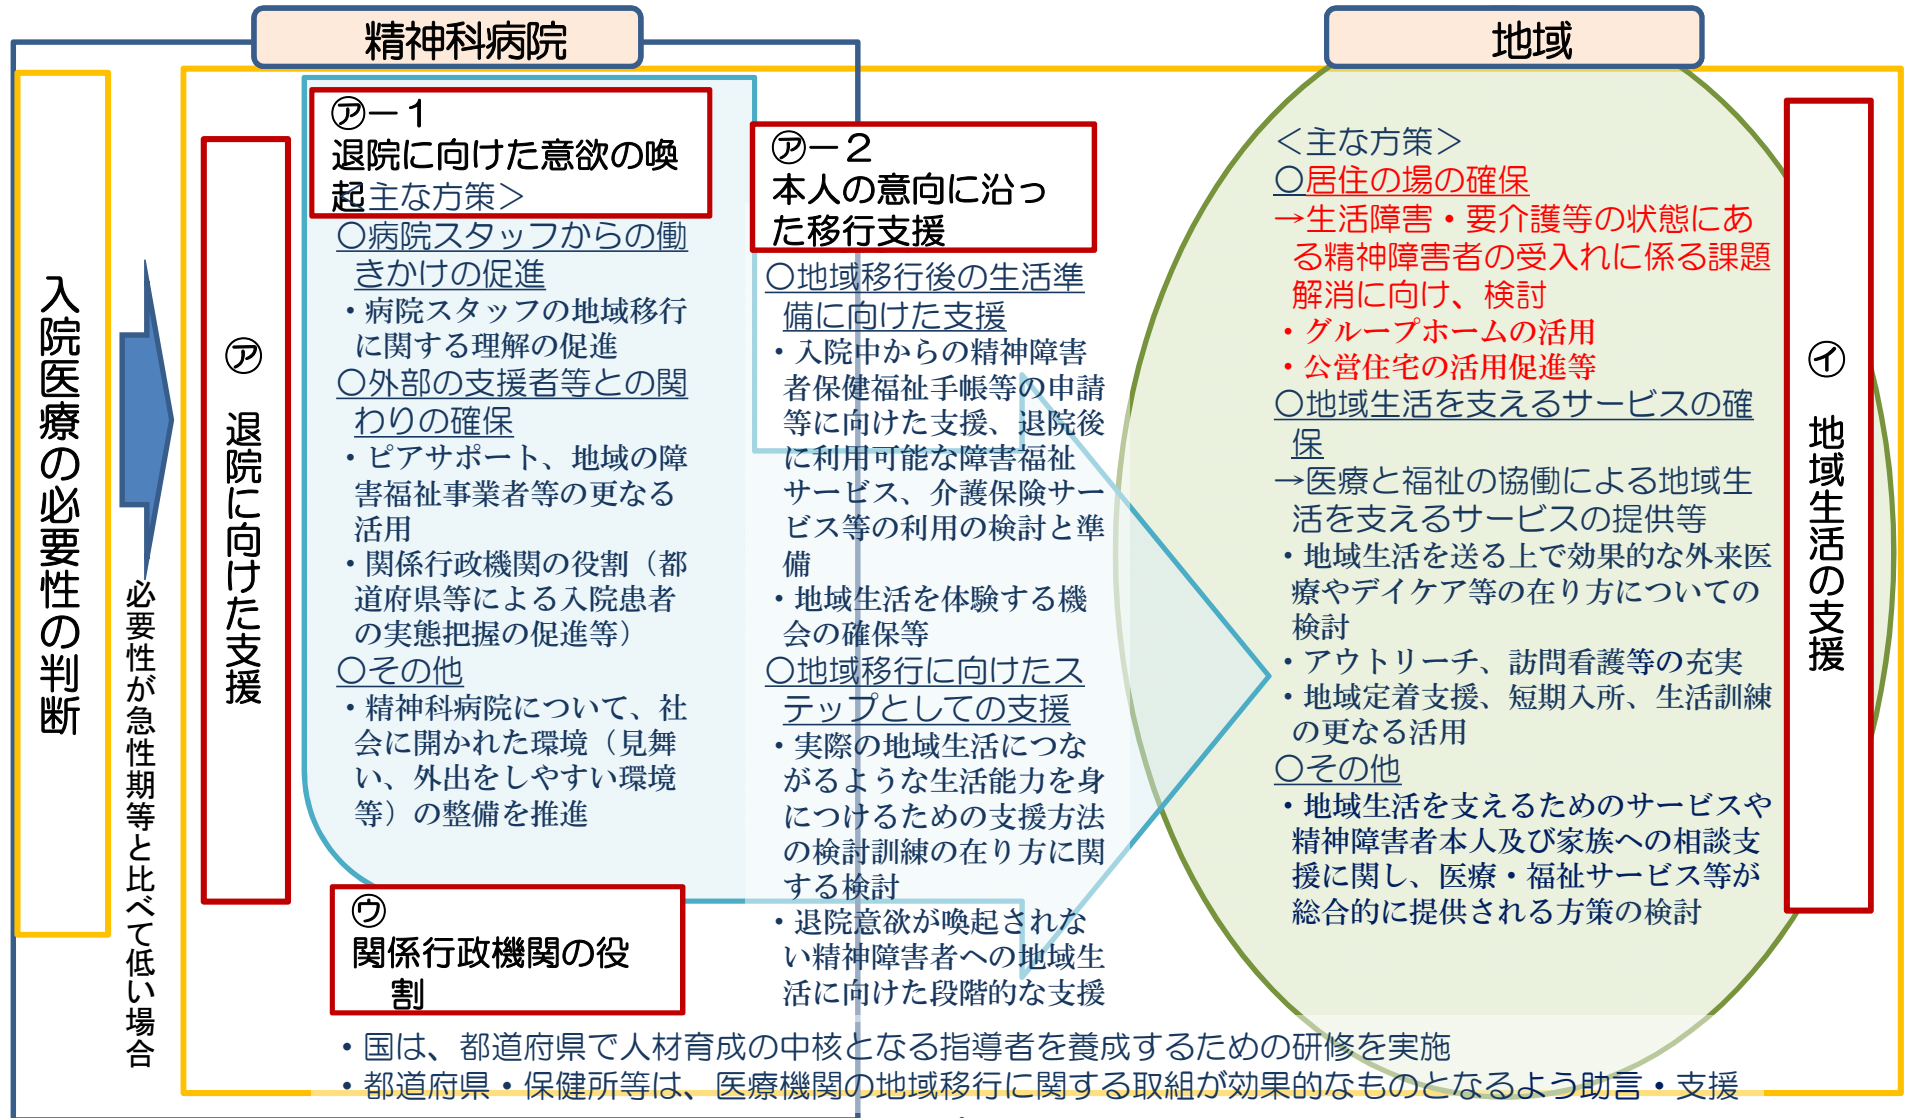 精神科病院
地域
入院医療の必要性の判断
必要性が急性期等と比べて低い場合
㋐ 退院に向けた支援
㋐－１
退院に向けた意欲の喚
起
＜主な方策＞
○病院スタッフからの働
きかけの促進
・病院スタッフの地域移行
に関する理解の促進
○外部の支援者等との関
わりの確保
・ピアサポート、地域の障
害福祉事業者等の更なる
活用
・関係行政機関の役割（都
道府県等による入院患者
の実態把握の促進等）
○その他
・精神科病院について、社
会に開かれた環境（見舞
い、外出をしやすい環境
等）の整備を推進
㋐－２
本人の意向に沿っ
た移行支援
○地域移行後の生活準
備に向けた支援
・入院中からの精神障害
者保健福祉手帳等の申請
等に向けた支援、退院後
に利用可能な障害福祉
サービス、介護保険サー
ビス等の利用の検討と準
備
・地域生活を体験する機
会の確保等
○地域移行に向けたス
テップとしての支援
・実際の地域生活につな
がるような生活能力を身
につけるための支援方法
の検討訓練の在り方に関
する検討
・退院意欲が喚起されな
い精神障害者への地域生
活に向けた段階的な支援
＜主な方策＞
○居住の場の確保
→生活障害・要介護等の状態にあ
る精神障害者の受入れに係る課題
解消に向け、検討
・グループホームの活用
・公営住宅の活用促進等
○地域生活を支えるサービスの確
保
→医療と福祉の協働による地域生
活を支えるサービスの提供等
・地域生活を送る上で効果的な外来医
療やデイケア等の在り方についての
検討
・アウトリーチ、訪問看護等の充実
・地域定着支援、短期入所、生活訓練
の更なる活用
○その他
・地域生活を支えるためのサービスや
精神障害者本人及び家族への相談支
援に関し、医療・福祉サービス等が
総合的に提供される方策の検討
㋑ 地域生活の支援
㋒
関係行政機関の役
割
・国は、都道府県で人材育成の中核となる指導者を養成するための研修を実施
・都道府県・保健所等は、医療機関の地域移行に関する取組が効果的なものとなるよう助言・支援